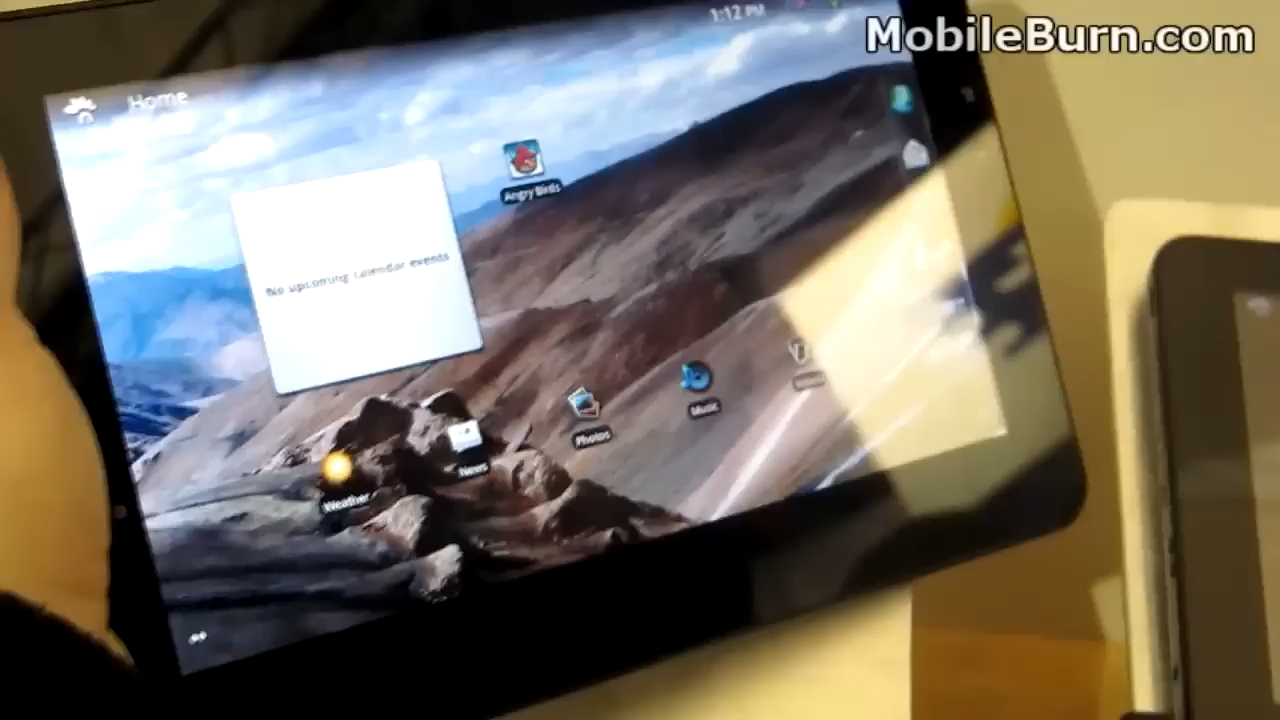 MobileBurn.com
1:12 PM
Home
Angry Birds
No upcoming calendar events
Music
Photos
News
Weather